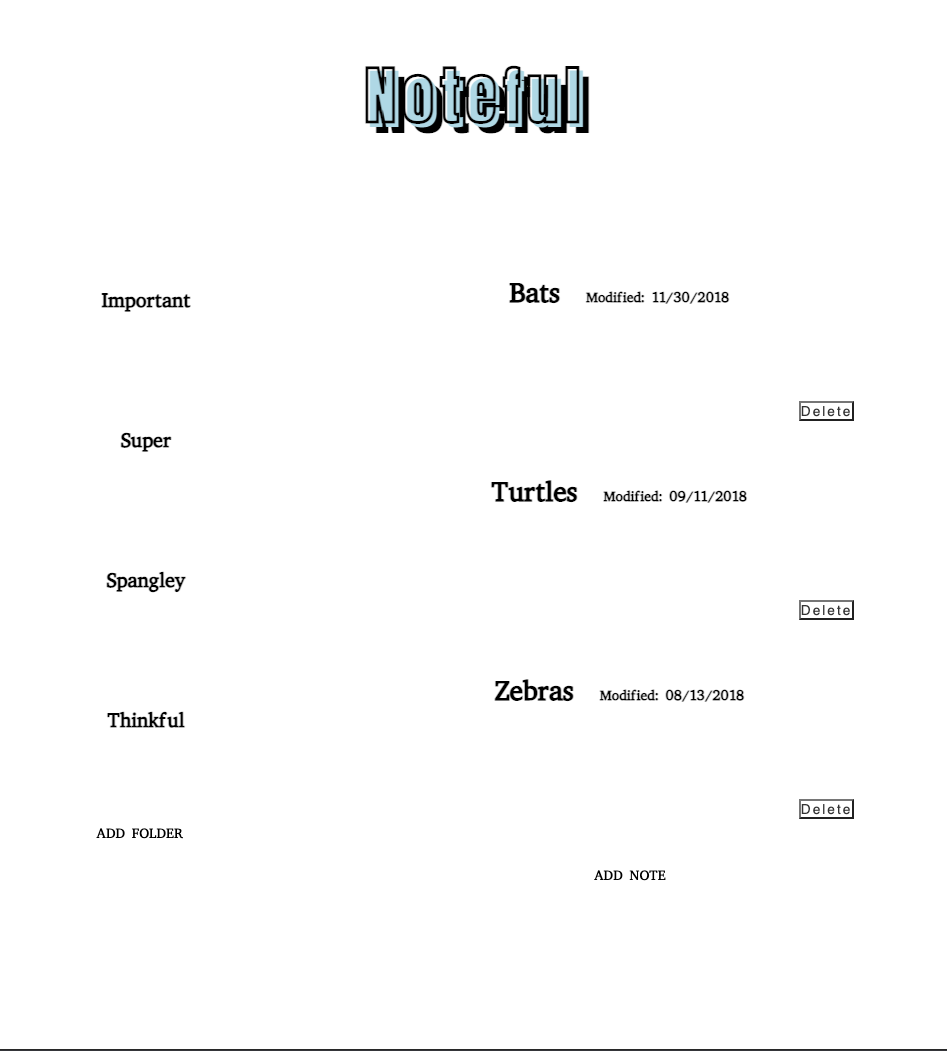 Noteful
Important
Super
Spangley
Thinkful
ADD FOLDER
Bats Modified: 11/30/2018
Delete
Turtles Modified: 09/11/2018
Delete
Zebras Modified: 08/13/2018
Delete
ADD NOTE